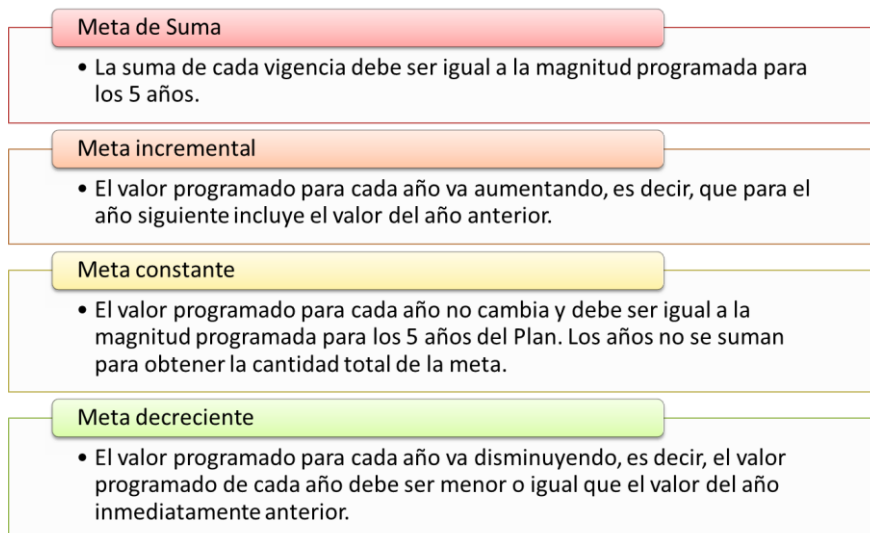 Meta de Suma
• La suma de cada vigencia debe ser igual a la magnitud programada para
los 5 años.
Meta incremental
• El valor programado para cada año va aumentando, es decir, que para el
año siguiente incluye el valor del año anterior.
Meta constante
• El valor programado para cada año no cambia y debe ser igual a la
magnitud programada para los 5 años del Plan. Los años no se suman
para obtener la cantidad total de la meta.
Meta decreciente
• El valor programado para cada año va disminuyendo, es decir, el valor
programado de cada año debe ser menor o igual que el valor del año
inmediatamente anterior.